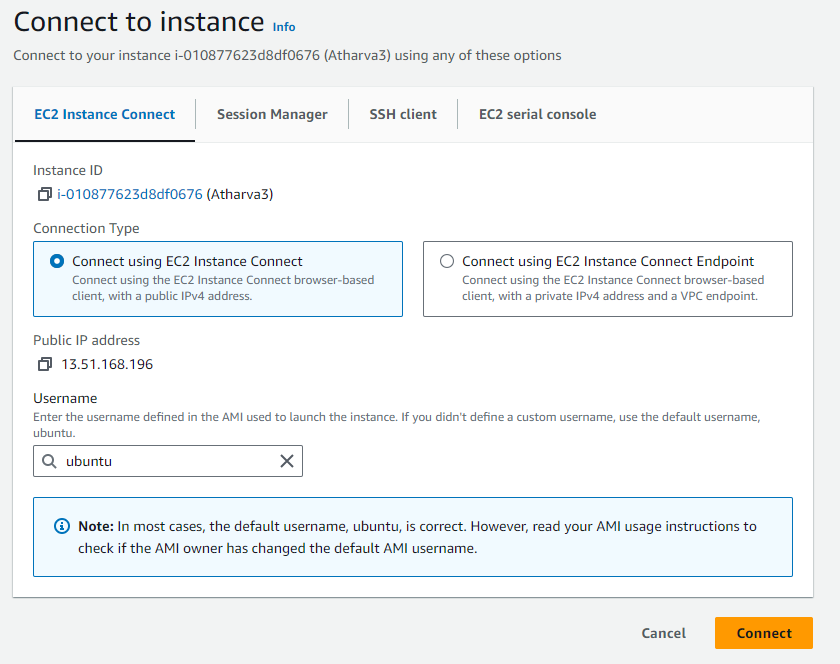 Connect to instance Info
Connect to your instance i-010877623d8df0676 (Atharva3) using any of these options
EC2 Instance Connect
Session Manager
SSH client
EC2 serial console
Instance ID
i-010877623d8df0676 (Atharva3)
Connection Type
Connect using EC2 Instance Connect
Connect using the EC2 Instance Connect browser-based
client, with a public IPv4 address.
Connect using EC2 Instance Connect Endpoint
Connect using the EC2 Instance Connect browser-based
client, with a private IPv4 address and a VPC endpoint.
Public IP address
13.51.168.196
Username
Enter the username defined in the AMI used to launch the instance. If you didn't define a custom username, use the default username,
ubuntu.
ubuntu
Note: In most cases, the default username, ubuntu, is correct. However, read your AMI usage instructions to
check if the AMI owner has changed the default AMI username.
Cancel
Connect